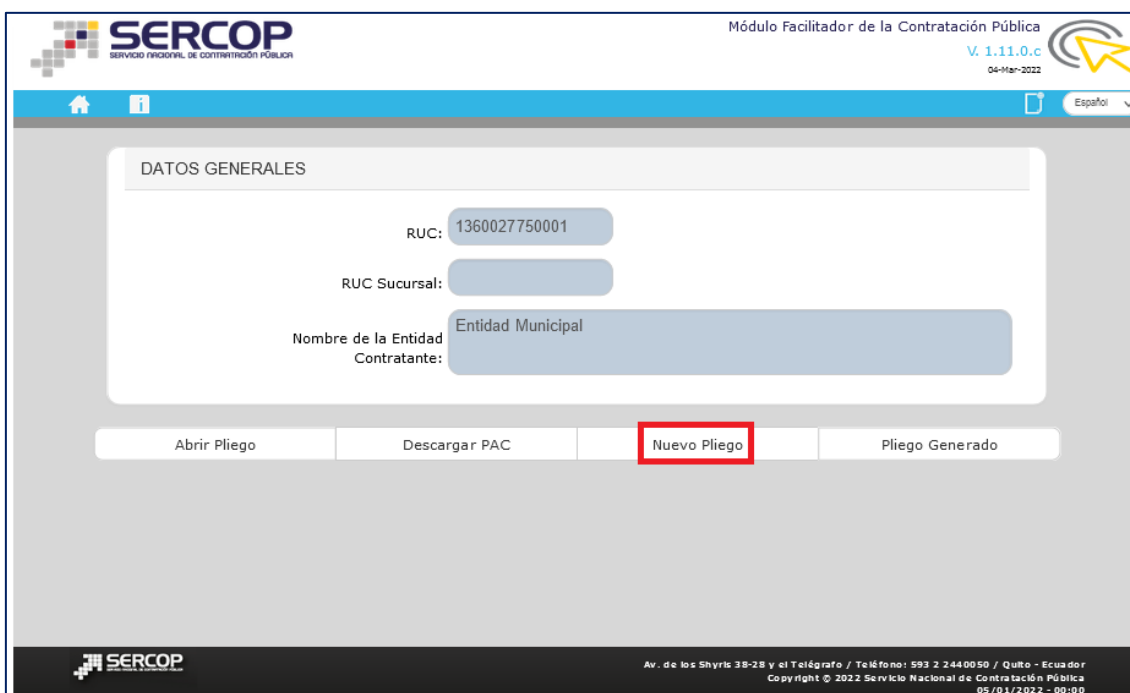 SERCOP
SERVICIO NACIONAL DE CONTRATACIÓN PÚBLICA
Módulo Facilitador de la Contratación Pública
V. 1.11.0.c
04-Mar-2022
Español
DATOS GENERALES
RUC: 1360027750001
RUC Sucursal:
Nombre de la Entidad Contratante: Entidad Municipal
Abrir Pliego Descargar PAC Nuevo Pliego Pliego Generado
SERCOP
Av. de los Shyris 38-28 y el Telégrafo / Teléfono: 593 2 2440050 / Quito - Ecuador
Copyright © 2022 Servicio Nacional de Contratación Pública
05/01/2022 - 00:00